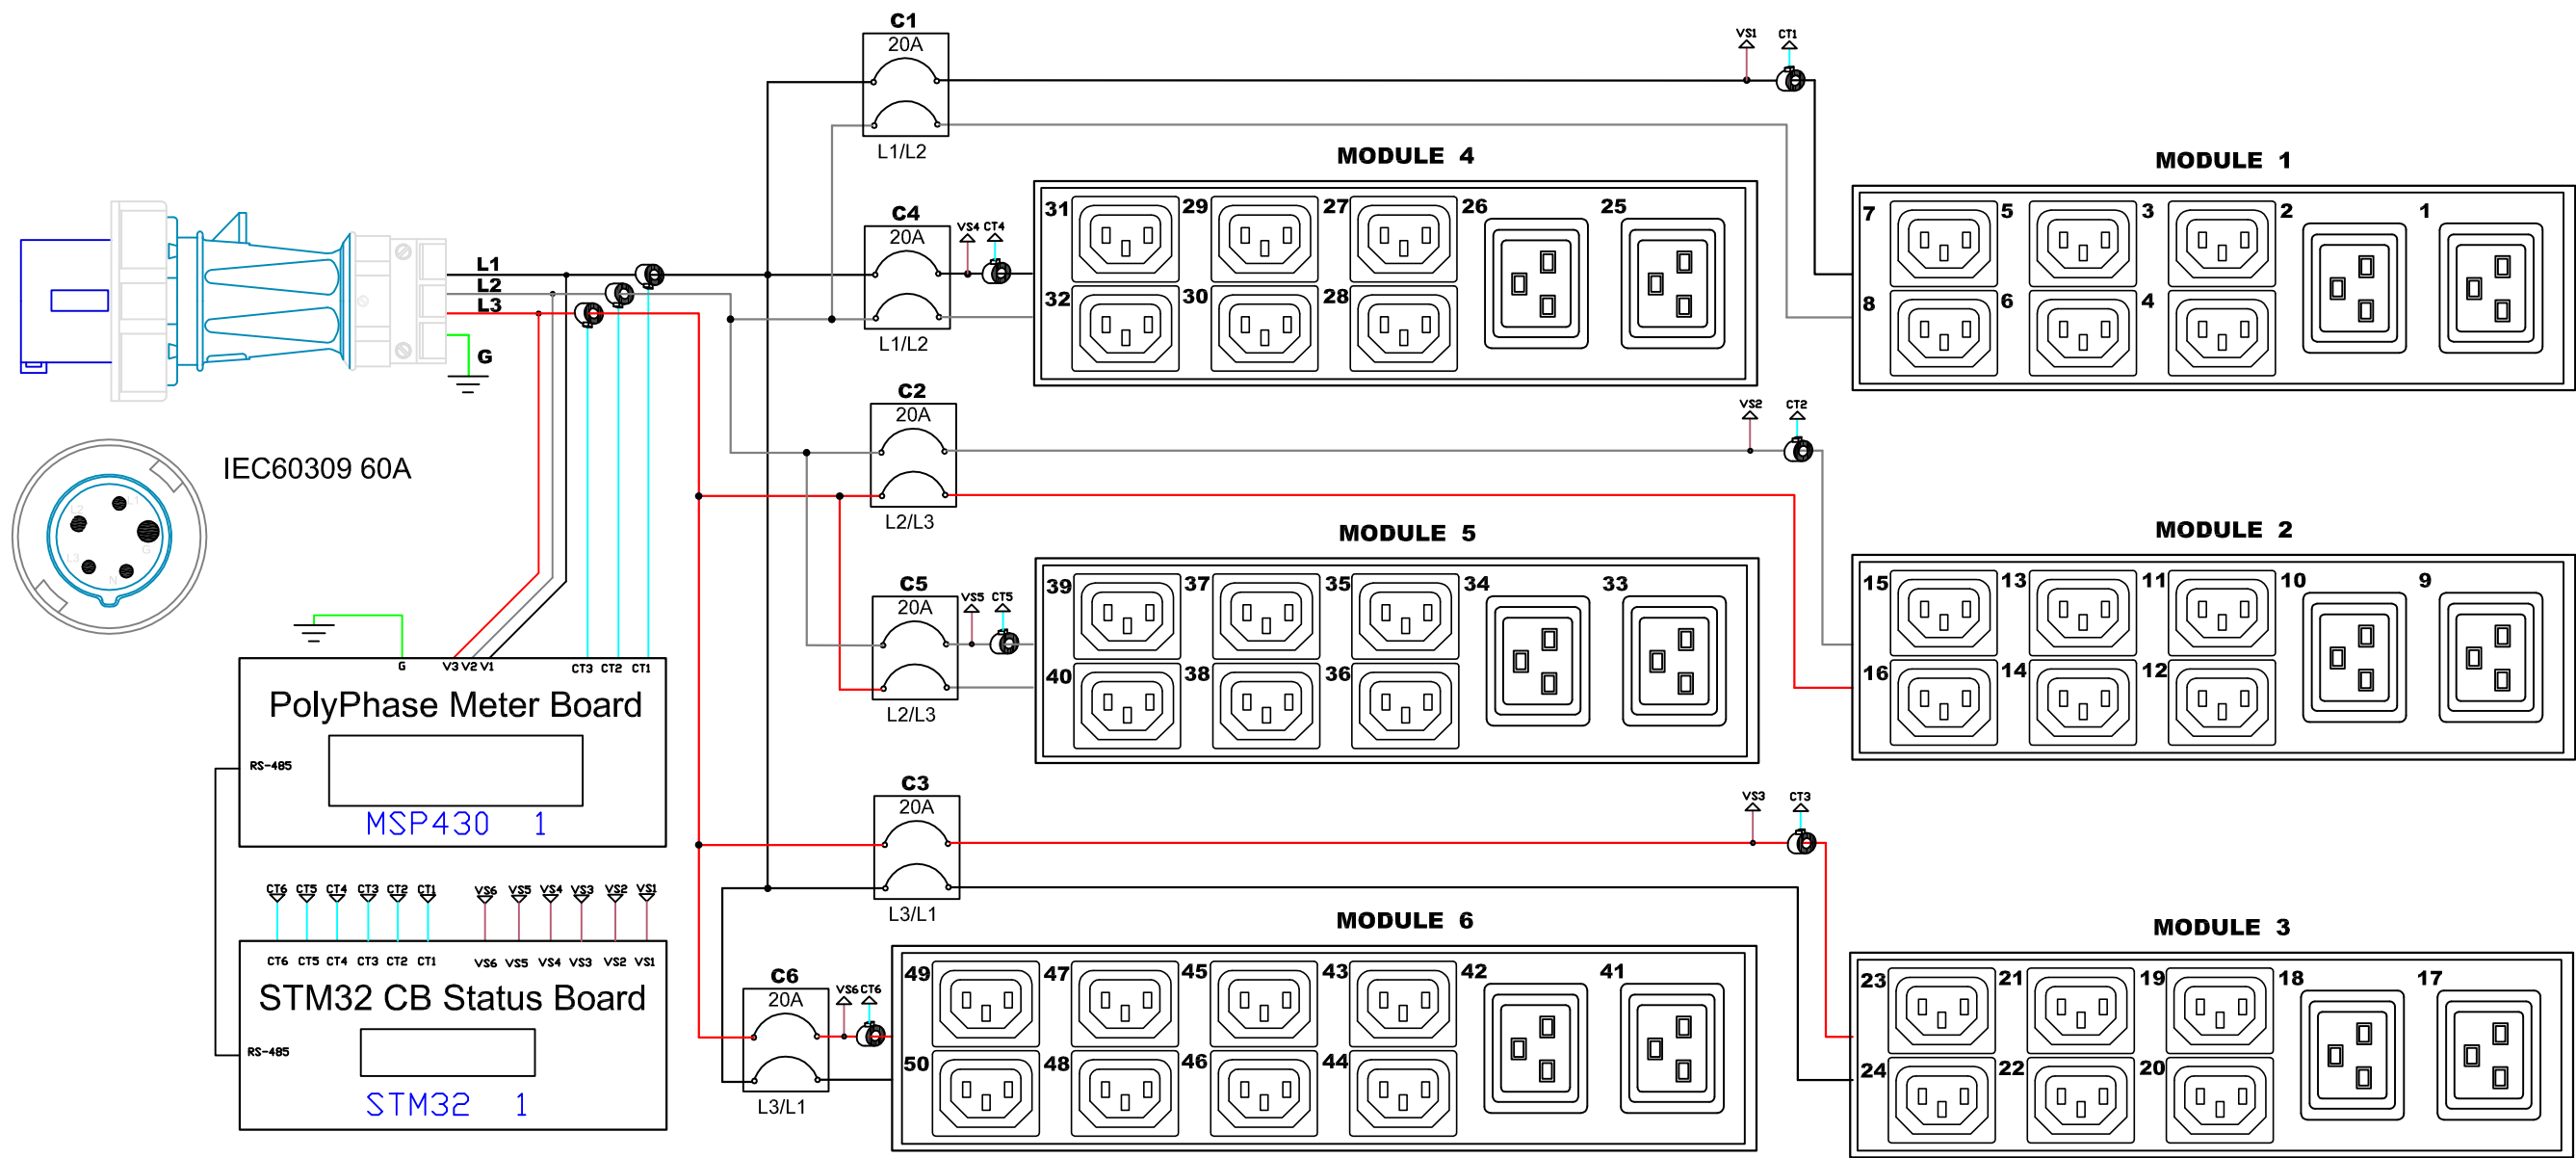 C1
20A
L1/L2
VS1
CT1
MODULE 4
MODULE 1
31
29
27
26
25
32
30
28
7
5
3
2
1
8
6
4
C4
20A
L1/L2
VS4
CT4
L1
L2
L3
G
C2
20A
L2/L3
VS2
CT2
IEC60309 60A
L1
L2
L3
N
G
MODULE 5
MODULE 2
39
37
35
34
33
40
38
36
15
13
11
10
9
16
14
12
C5
20A
L2/L3
VS5
CT5
G
V3 V2 V1
CT3 CT2 CT1
PolyPhase Meter Board
RS-485
MSP430 1
C3
20A
L3/L1
VS3
CT3
MODULE 6
MODULE 3
CT6 CT5 CT4 CT3 CT2 CT1
VS6 VS5 VS4 VS3 VS2 VS1
CT6 CT5 CT4 CT3 CT2 CT1
VS6 VS5 VS4 VS3 VS2 VS1
STM32 CB Status Board
RS-485
STM32 1
C6
20A
L3/L1
VS6
CT6
49
47
45
43
42
41
50
48
46
44
23
21
19
18
17
24
22
20